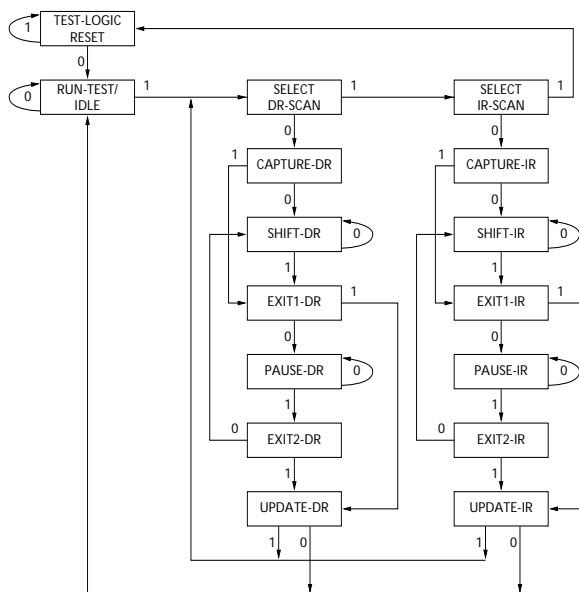 1
TEST-LOGIC
RESET
0
0
RUN-TEST/
IDLE
1
SELECT
DR-SCAN
1
SELECT
IR-SCAN
1
0
0
1
CAPTURE-DR
1
CAPTURE-IR
0
0
SHIFT-DR
0
SHIFT-IR
0
1
1
EXIT1-DR
1
EXIT1-IR
1
0
0
PAUSE-DR
0
PAUSE-IR
0
1
1
0
EXIT2-DR
0
EXIT2-IR
1
1
UPDATE-DR
UPDATE-IR
1
0
1
0